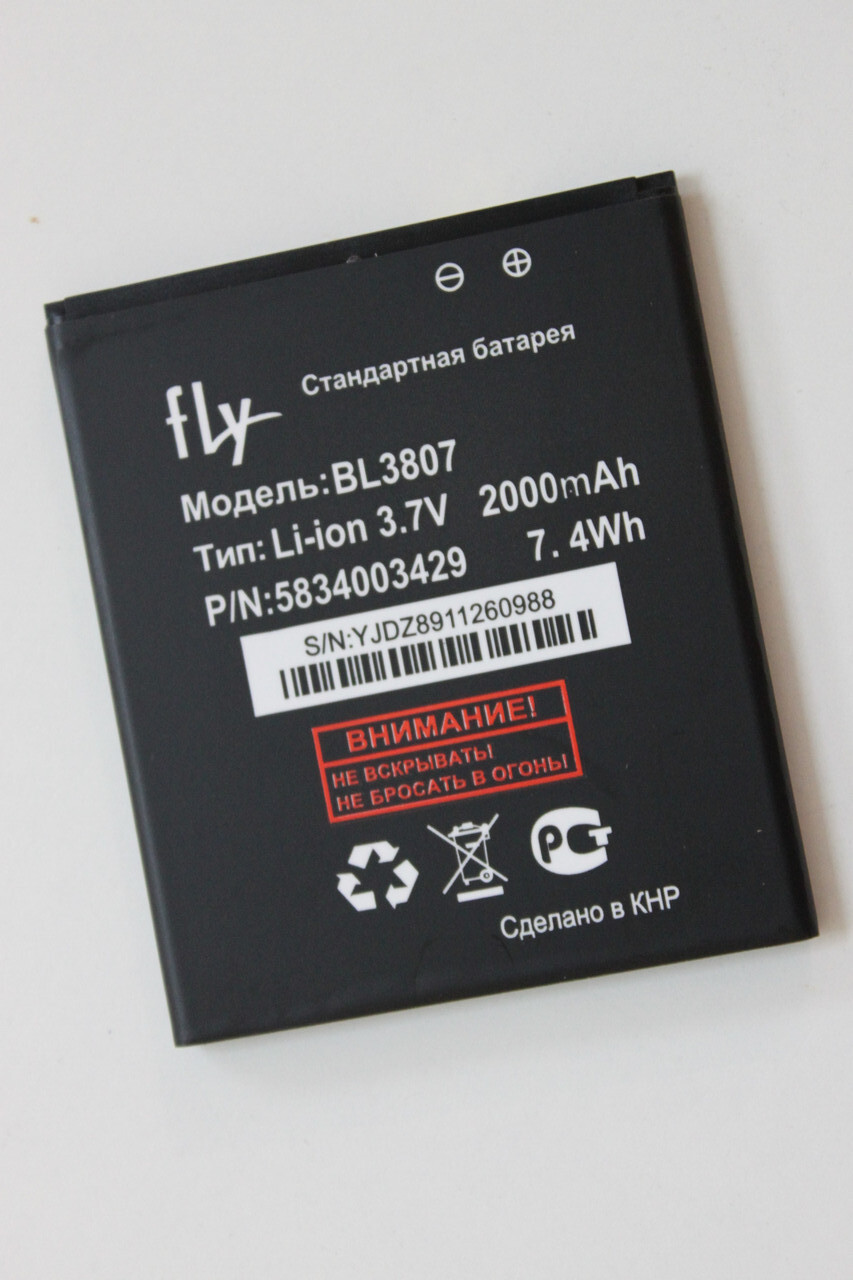 ⊖ ⊕
fly Стандартная батарея
Модель:BL3807
Тип: Li-ion 3.7V 2000mAh
P/N:5834003429 7.4Wh
S/N:YJDZ8911260988
ВНИМАНИЕ!
НЕ ВСКРЫВАТЫ
НЕ БРОСАТЬ В ОГОНЫ
РСТ
Сделано в КНР